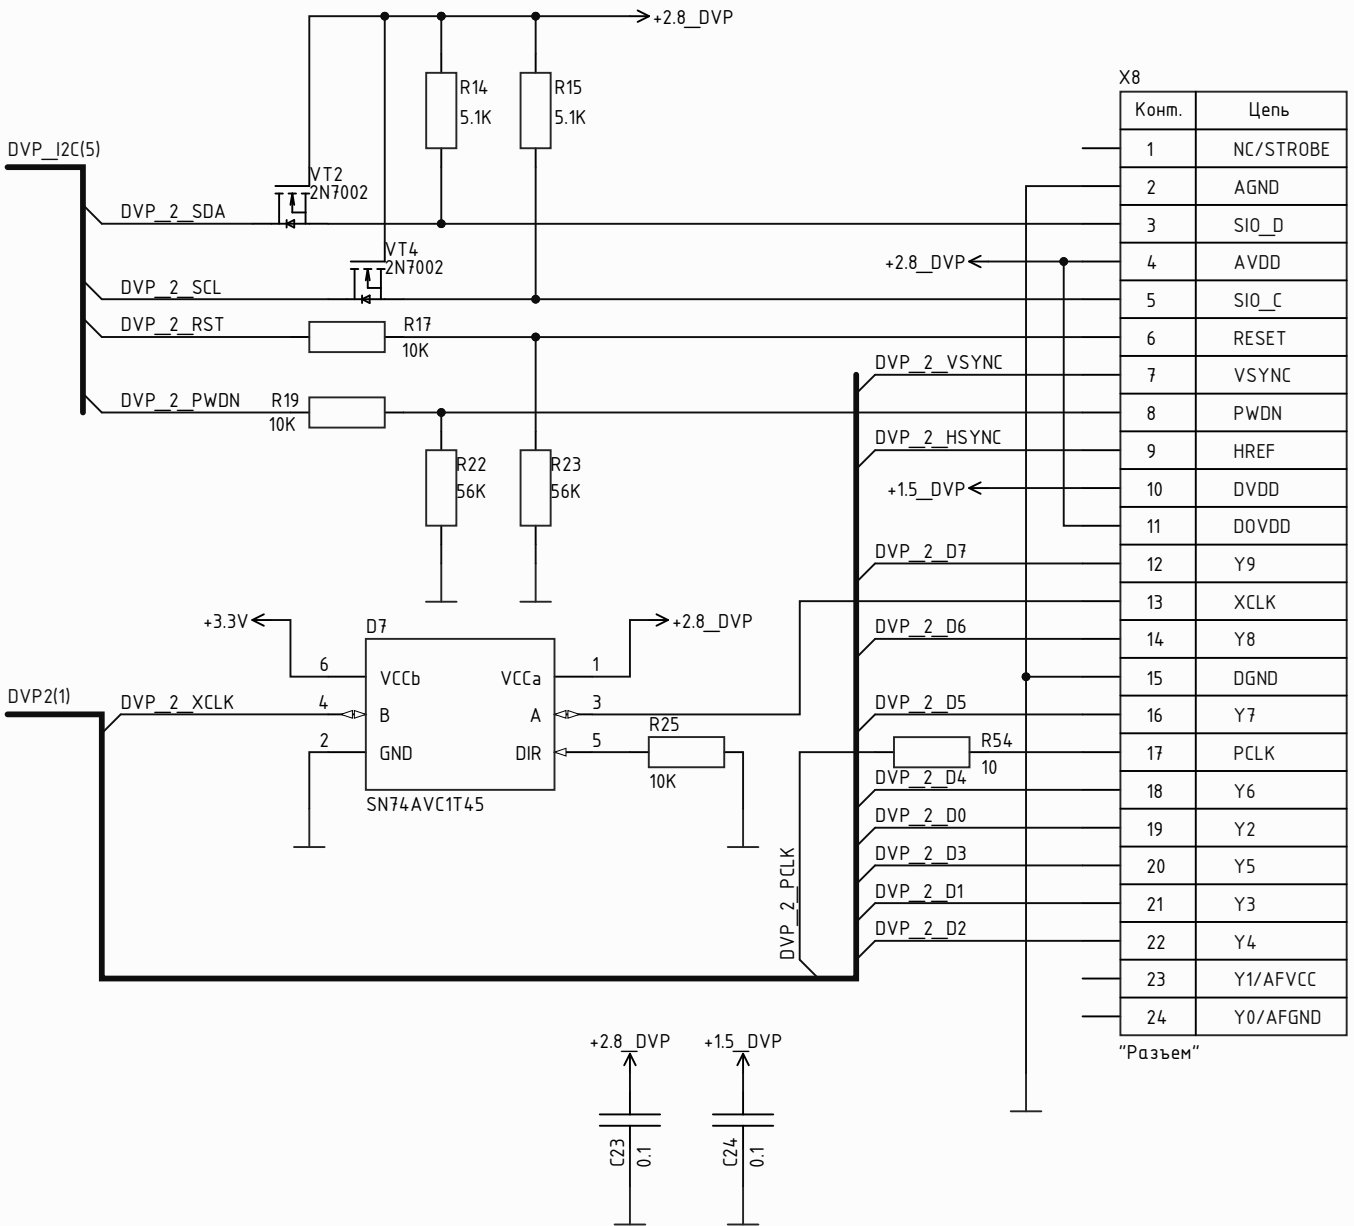 +2.8_DVP
X8
R14
5.1K
R15
5.1K
Конт. Цепь
DVP_I2C(5)
1 NC/STROBE
VT2
2N7002
2 AGND
DVP_2_SDA
3 SIO_D
VT4
2N7002
+2.8_DVP
4 AVDD
DVP_2_SCL
5 SIO_C
DVP_2_RST
R17
10K
6 RESET
DVP_2_VSYNC
7 VSYNC
DVP_2_PWDN
R19
10K
8 PWDN
DVP_2_HSYNC
9 HREF
R22
56K
R23
56K
+1.5_DVP
10 DVDD
11 DOVDD
DVP_2_D7
12 Y9
13 XCLK
+3.3V
D7
+2.8_DVP
DVP_2_D6
14 Y8
6 VCCb VCCa 1
15 DGND
DVP2(1)
DVP_2_XCLK
4 B A 3
DVP_2_D5
16 Y7
R25
10K
2 GND DIR 5
R54
10
17 PCLK
SN74AVC1T45
DVP_2_D4
18 Y6
DVP_2_D0
19 Y2
DVP_2_PCLK
DVP_2_D3
20 Y5
DVP_2_D1
21 Y3
DVP_2_D2
22 Y4
23 Y1/AFVCC
24 Y0/AFGND
"Разъем"
+2.8_DVP
+1.5_DVP
C23
0.1
C24
0.1